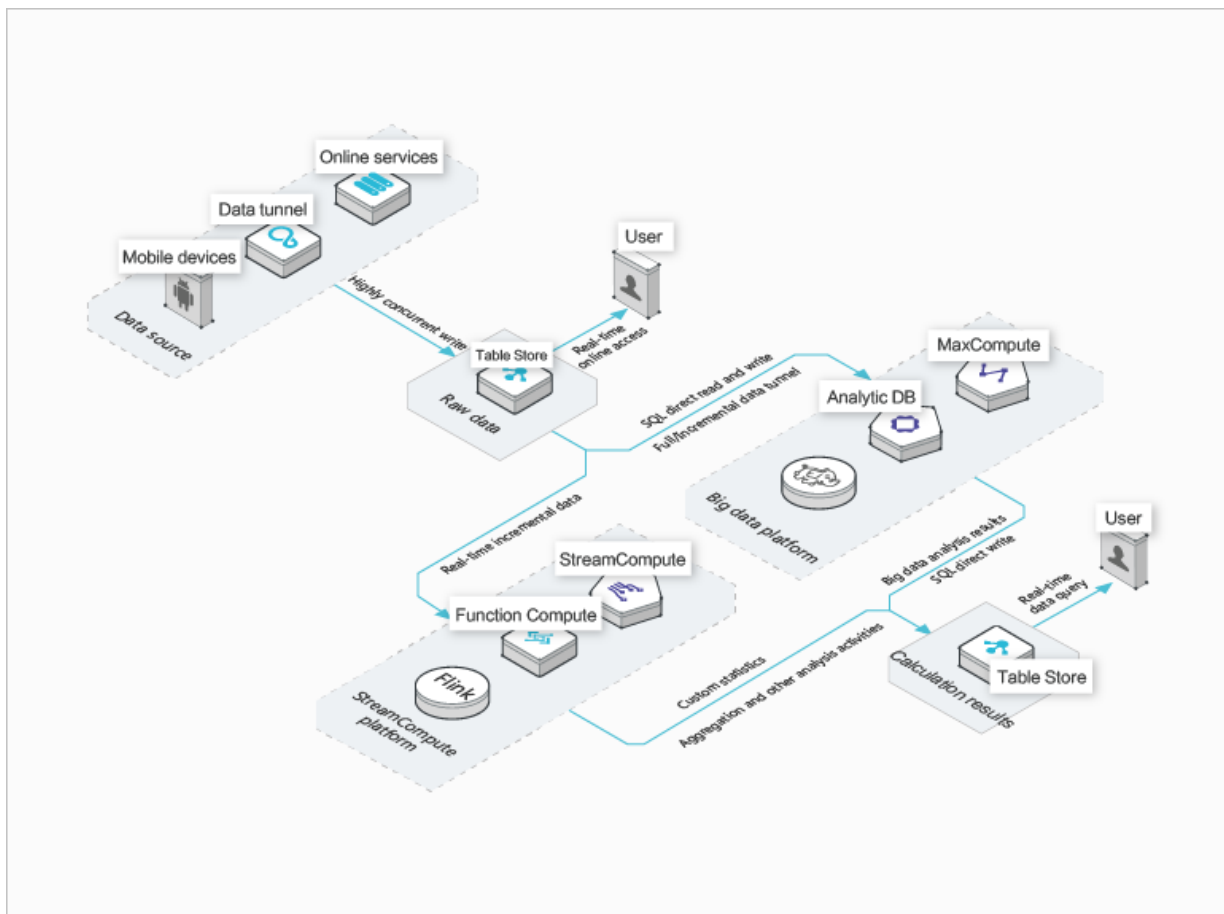 Online services
Data tunnel
Mobile devices
Data source
Highly concurrent write
User
Real-time
online access
Table Store
Raw data
SQL direct read and write
Full/Incremental data tunnel
MaxCompute
Analytic DB
Big data platform
Real-time incremental data
StreamCompute
Function Compute
Flink
StreamCompute
platform
Big data analysis results
SQL direct write
User
Real-time
data query
Custom statistics
Aggregation and other analysis activities
Table Store
Calculation results